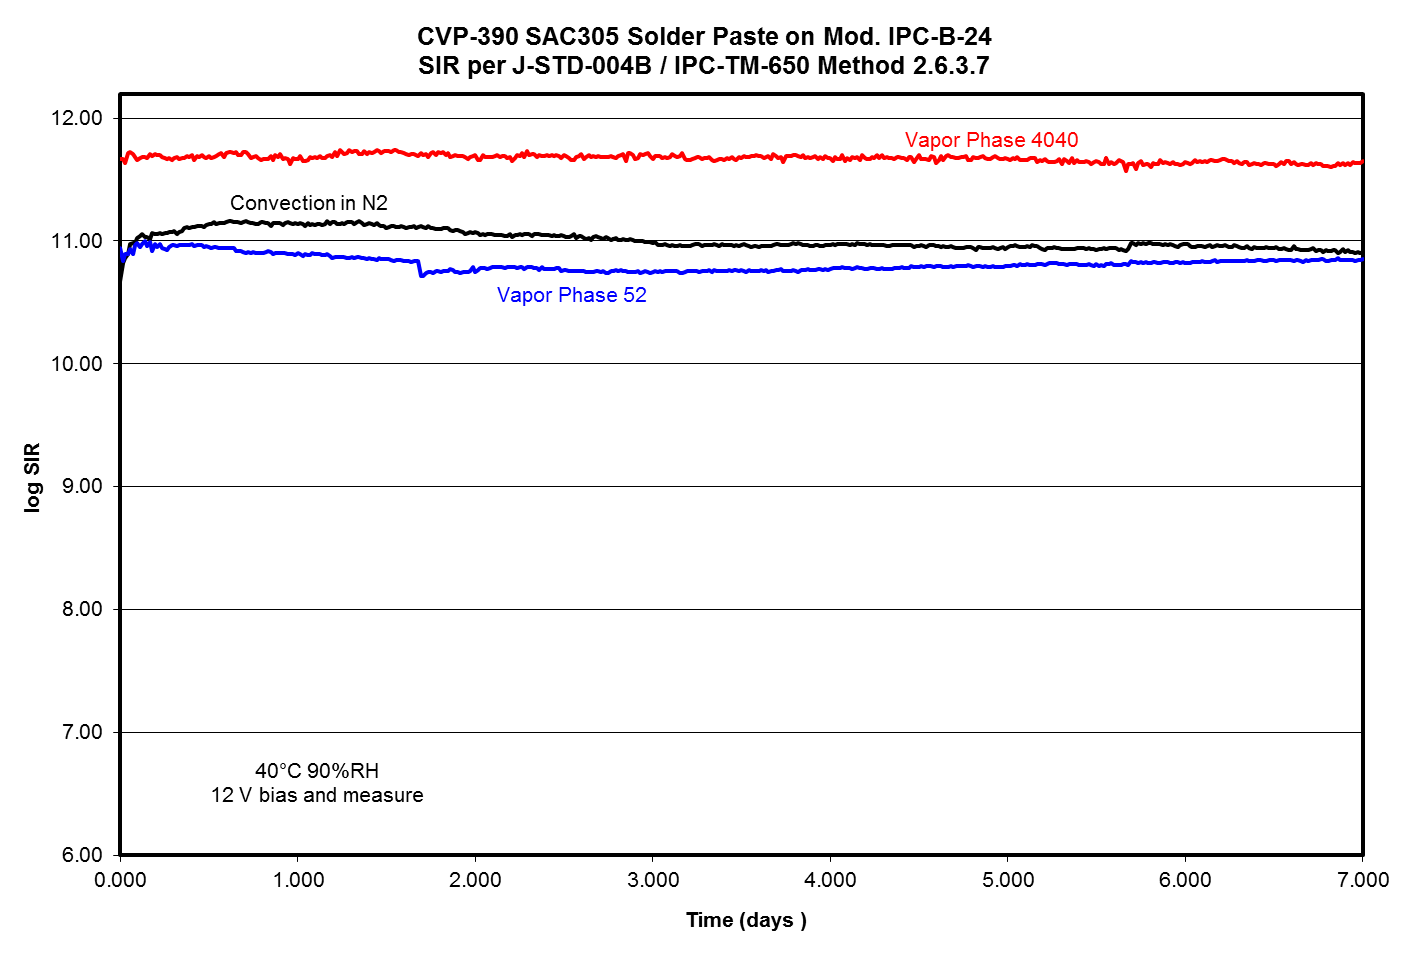 CVP-390 SAC305 Solder Paste on Mod. IPC-B-24
SIR per J-STD-004B / IPC-TM-650 Method 2.6.3.7
12.00
Vapor Phase 4040
Convection in N2
11.00
Vapor Phase 52
10.00
log SIR
9.00
8.00
7.00
40°C 90%RH
12 V bias and measure
6.00
0.000 1.000 2.000 3.000 4.000 5.000 6.000 7.000
Time (days )